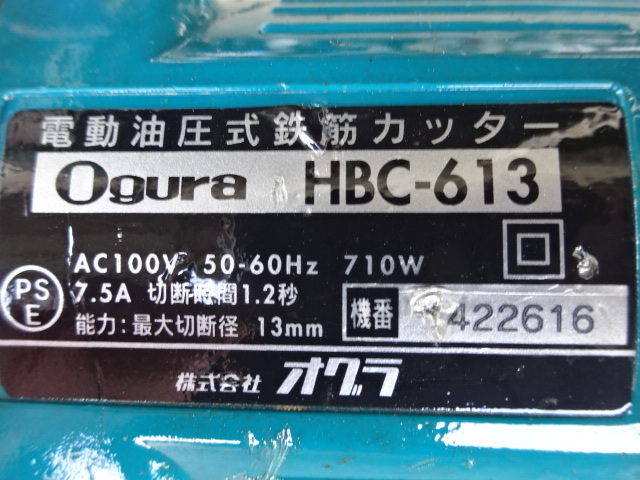 電動油圧式鉄筋カッター
Ogura HBC-613
AC100V 50-60Hz 710W
PS E
7.5A 切断時間1.2秒
能力:最大切断径 13mm
機番 422616
株式会社 オグラ